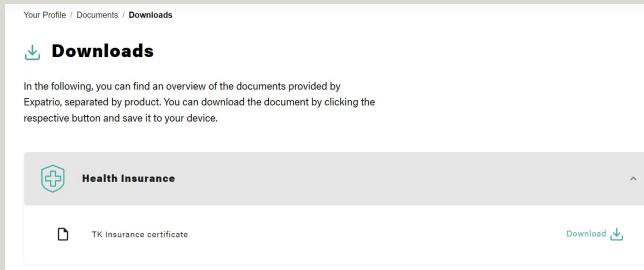 Your Profile / Documents / Downloads
Downloads
In the following, you can find an overview of the documents provided by
Expatrio, separated by product. You can download the document by clicking the
respective button and save it to your device.
Health Insurance
TK Insurance certificate Download